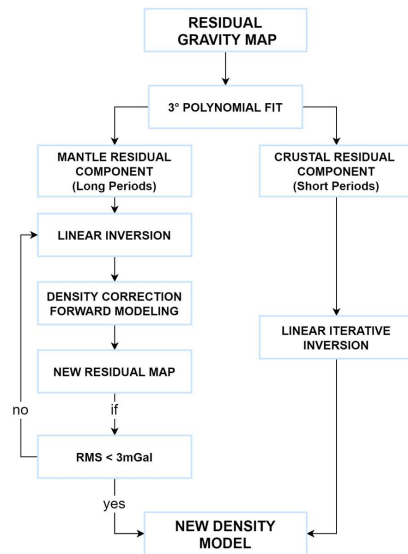 RESIDUAL
GRAVITY MAP
3° POLYNOMIAL FIT
MANTLE RESIDUAL
COMPONENT
(Long Periods)
CRUSTAL RESIDUAL
COMPONENT
(Short Periods)
LINEAR INVERSION
DENSITY CORRECTION
FORWARD MODELING
LINEAR ITERATIVE
INVERSION
NEW RESIDUAL MAP
no
if
RMS < 3mGal
yes
NEW DENSITY
MODEL